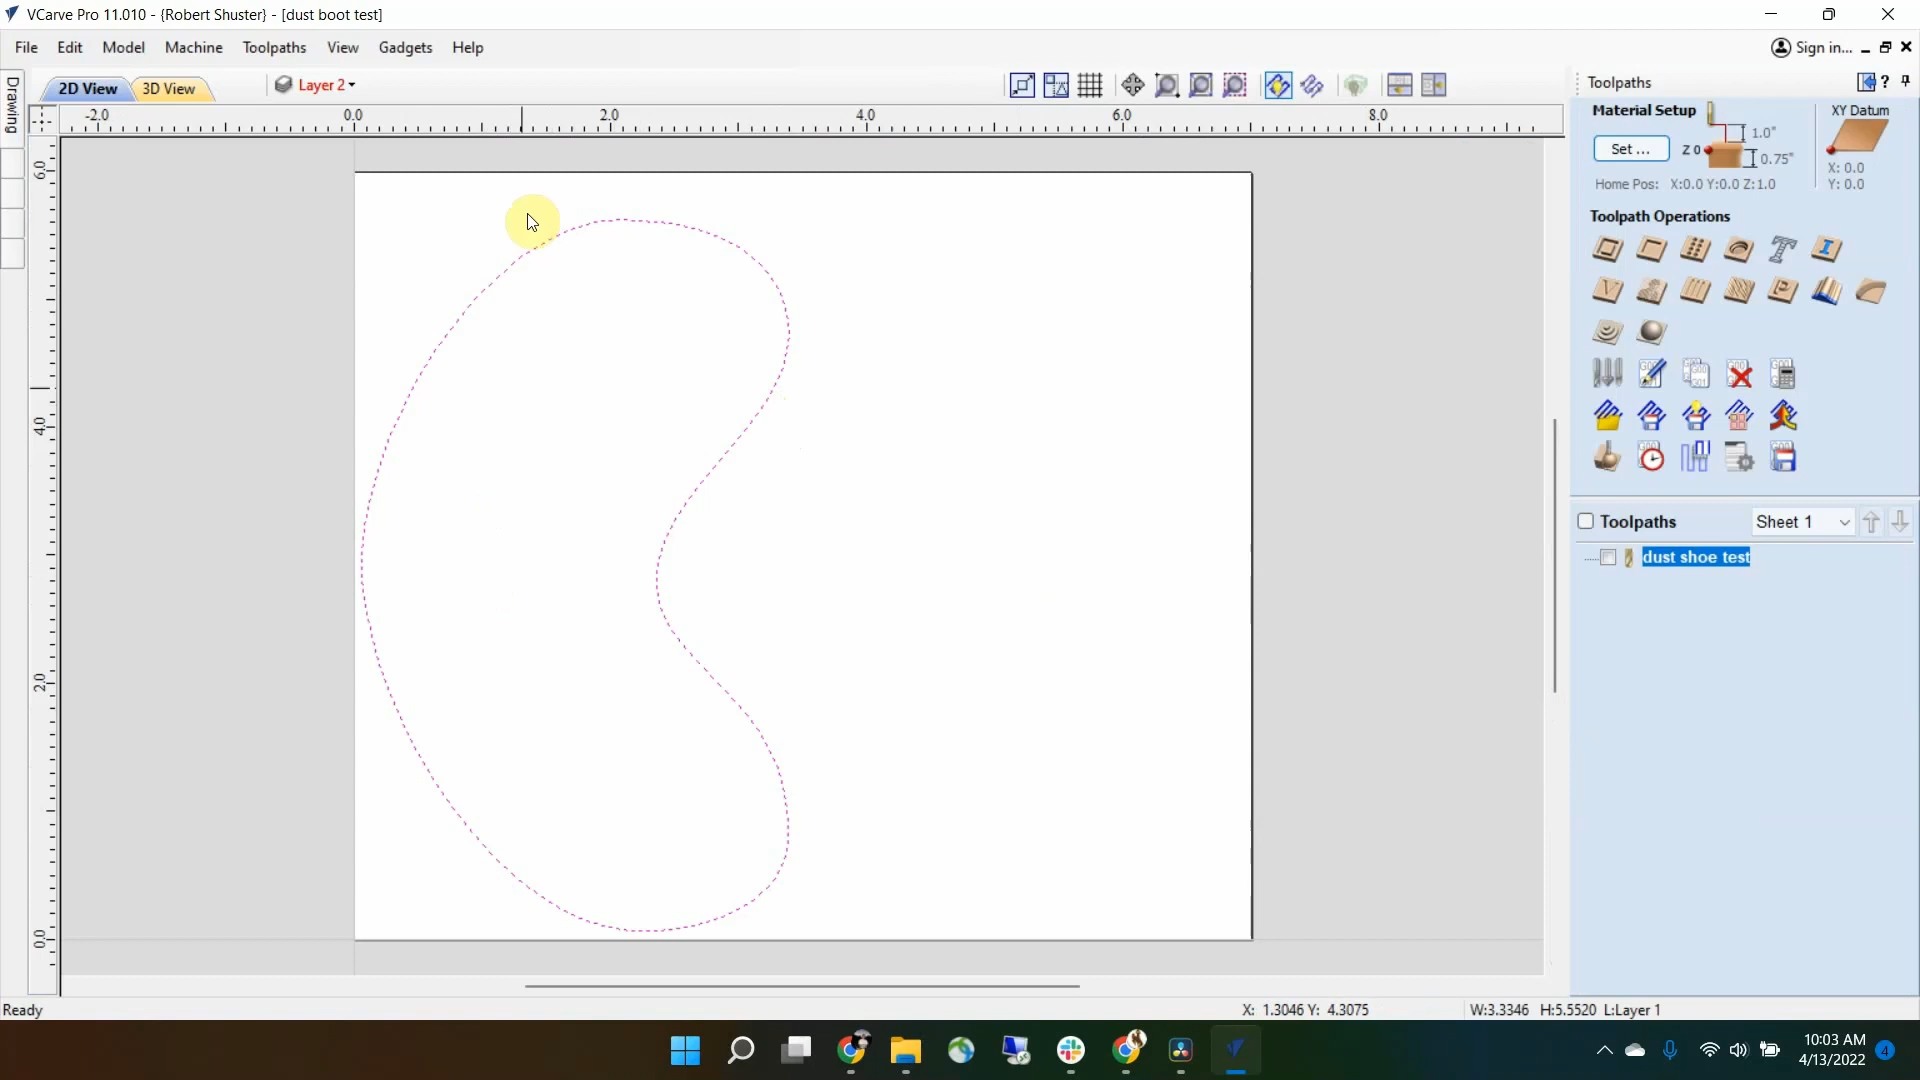 VCarve Pro 11.010 - {Robert Shuster} - [dust boot test]
File Edit Model Machine Toolpaths View Gadgets Help
Sign in...
Drawing
2D View 3D View Layer 2
-2.0 0.0 2.0 4.0 6.0 8.0
6.0
4.0
2.0
0.0
Toolpaths ?
Material Setup
Set ...
1.0"
Z 0
0.75"
Home Pos: X:0.0 Y:0.0 Z:1.0
XY Datum
X: 0.0
Y: 0.0
Toolpath Operations
Toolpaths Sheet 1
dust shoe test
Ready
X: 1.3046 Y: 4.3075
W:3.3346 H:5.5520 L:Layer 1
10:03 AM
4/13/2022
4